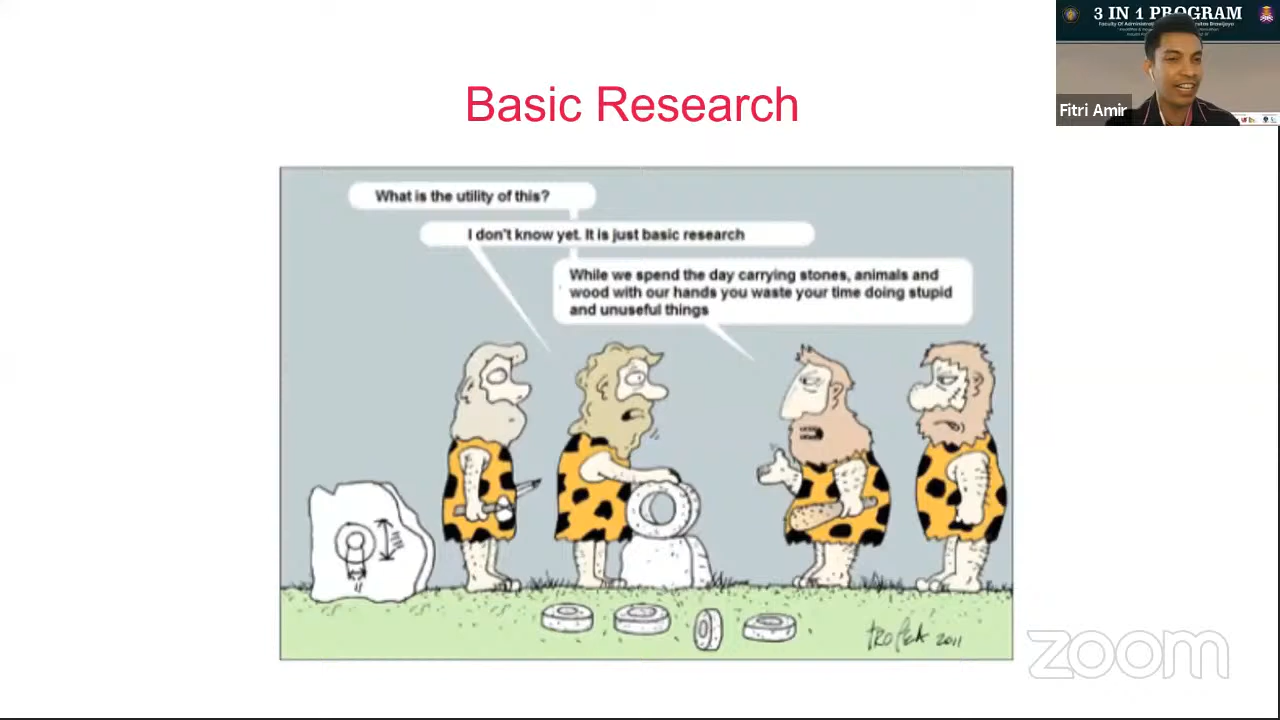 3 IN 1 PROGRAM
Fitri Amir
Basic Research
What is the utility of this?
I don't know yet. It is just basic research
While we spend the day carrying stones, animals and
wood with our hands you waste your time doing stupid
and unuseful things
2011
zoom